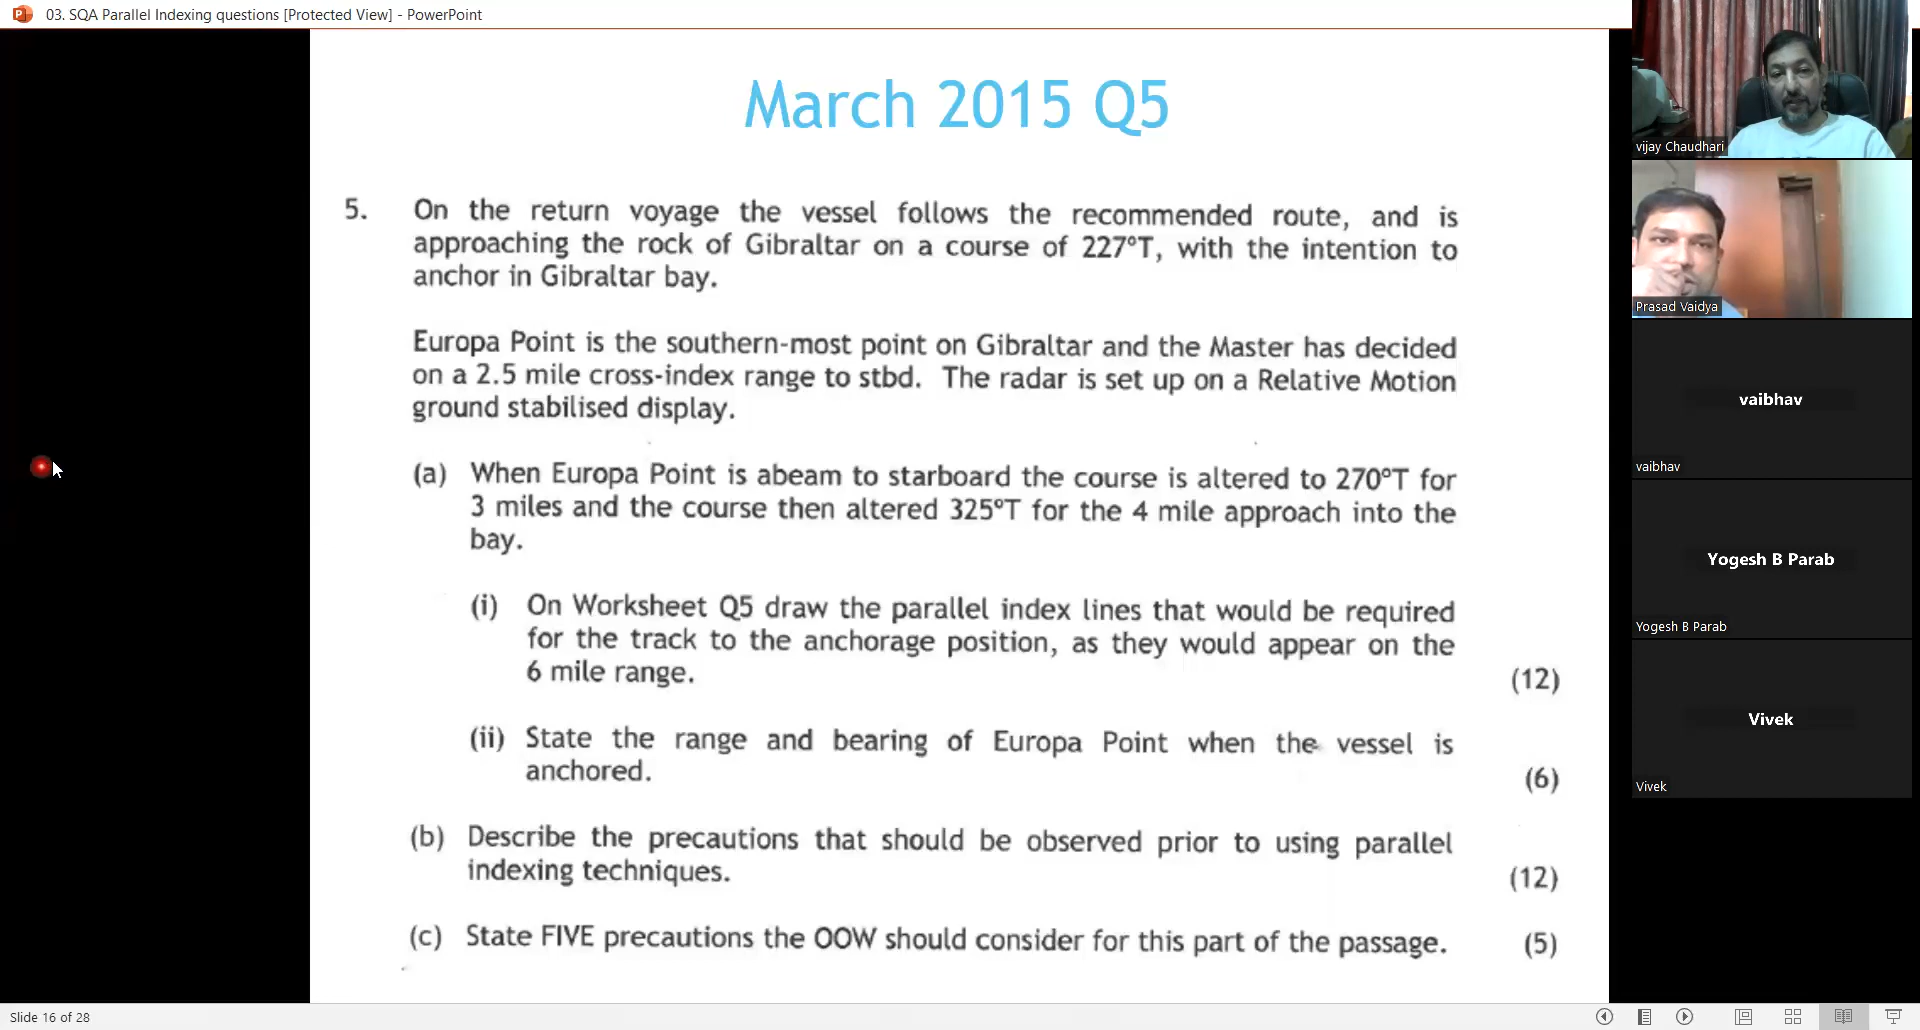 03. SQA Parallel Indexing questions [Protected View] - PowerPoint
March 2015 Q5
5. On the return voyage the vessel follows the recommended route, and is
approaching the rock of Gibraltar on a course of 227°T, with the intention to
anchor in Gibraltar bay.
Europa Point is the southern-most point on Gibraltar and the Master has decided
on a 2.5 mile cross-index range to stbd. The radar is set up on a Relative Motion
ground stabilised display.
(a) When Europa Point is abeam to starboard the course is altered to 270°T for
3 miles and the course then altered 325°T for the 4 mile approach into the
bay.
(i) On Worksheet Q5 draw the parallel index lines that would be required
for the track to the anchorage position, as they would appear on the
6 mile range. (12)
(ii) State the range and bearing of Europa Point when the vessel is
anchored. (6)
(b) Describe the precautions that should be observed prior to using parallel
indexing techniques. (12)
(c) State FIVE precautions the OOW should consider for this part of the passage. (5)
vijay Chaudhari
Prasad Vaidya
vaibhav
vaibhav
Yogesh B Parab
Yogesh B Parab
Vivek
Vivek
Slide 16 of 28